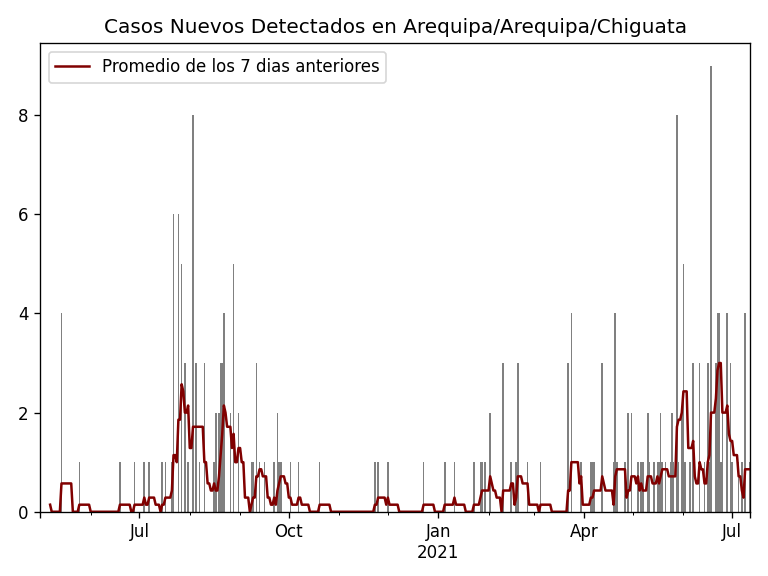 Casos Nuevos Detectados en Arequipa/Arequipa/Chiguata
Promedio de los 7 dias anteriores
8
6
4
2
0
Jul Oct Jan Apr Jul
2021